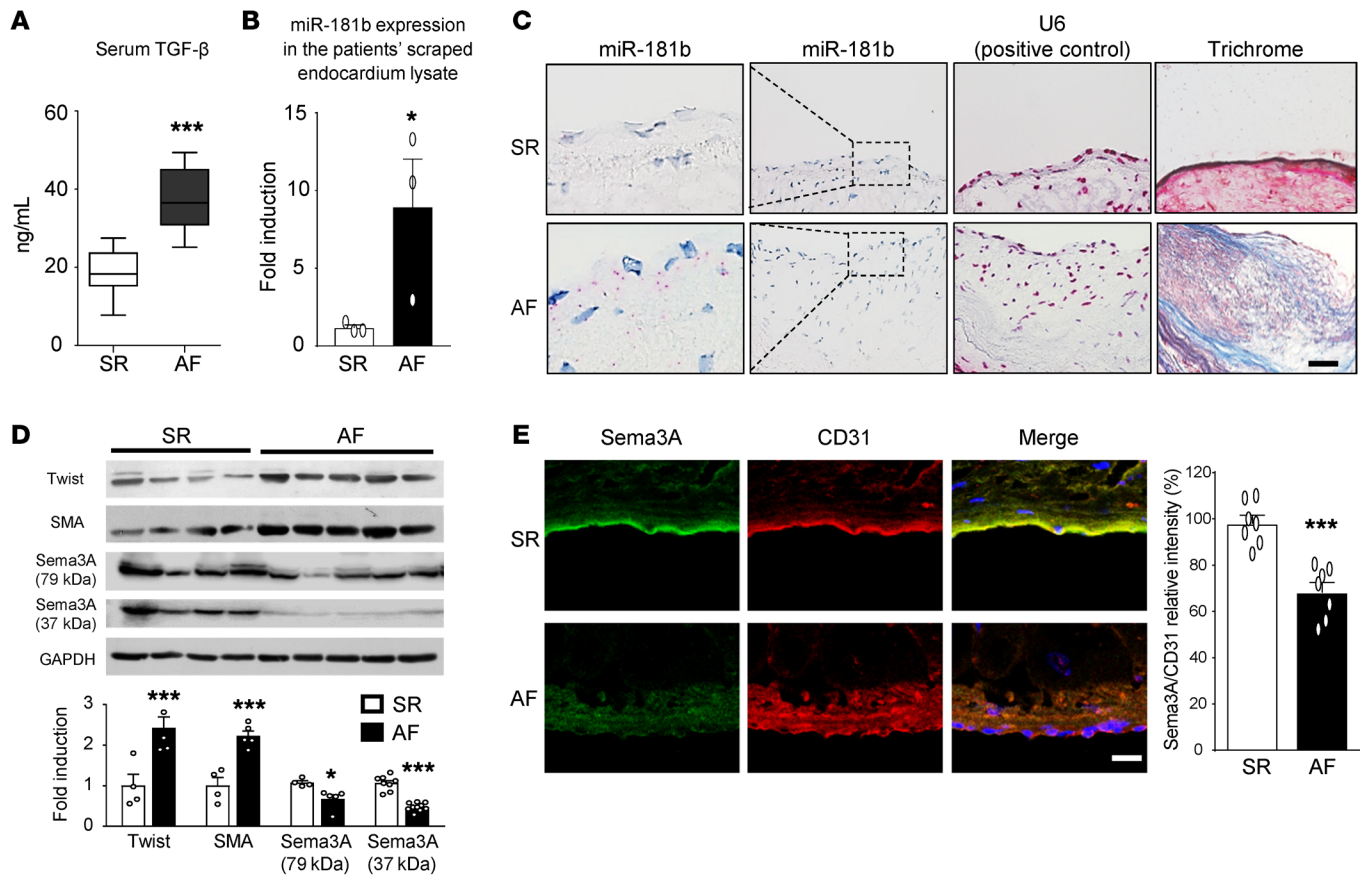 A
Serum TGF-β
ng/mL
60
40
20
0
***
SR
AF
B
miR-181b expression
in the patients’ scraped
endocardium lysate
Fold induction
15
10
5
0
*
SR
AF
C
miR-181b
miR-181b
U6
(positive control)
Trichrome
SR
AF
D
SR
AF
Twist
SMA
Sema3A
(79 kDa)
Sema3A
(37 kDa)
GAPDH
Fold induction
3
2
1
0
***
***
*
***
SR
AF
Twist
SMA
Sema3A
(79 kDa)
Sema3A
(37 kDa)
E
Sema3A
CD31
Merge
SR
AF
Sema3A/CD31 relative intensity (%)
120
100
80
60
40
20
0
***
SR
AF